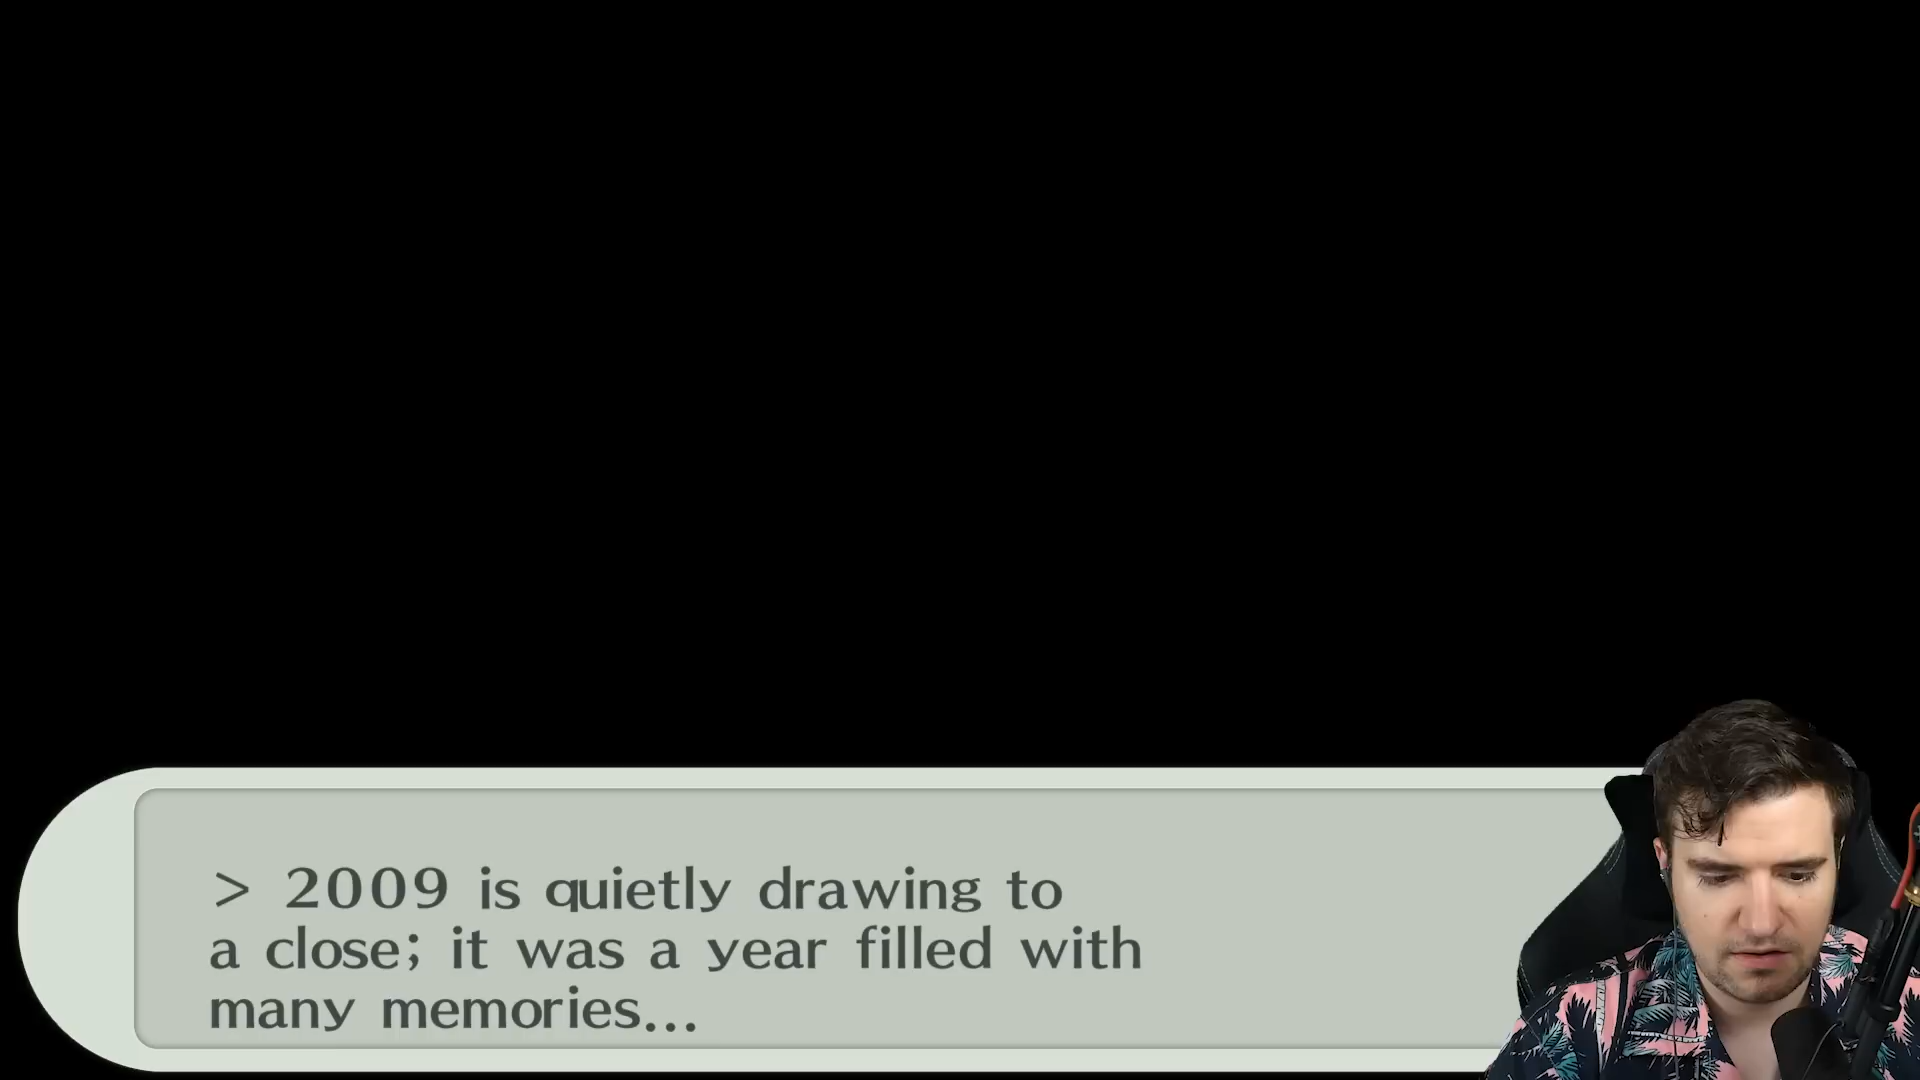 > 2009 is quietly drawing to
a close; it was a year filled with
many memories...